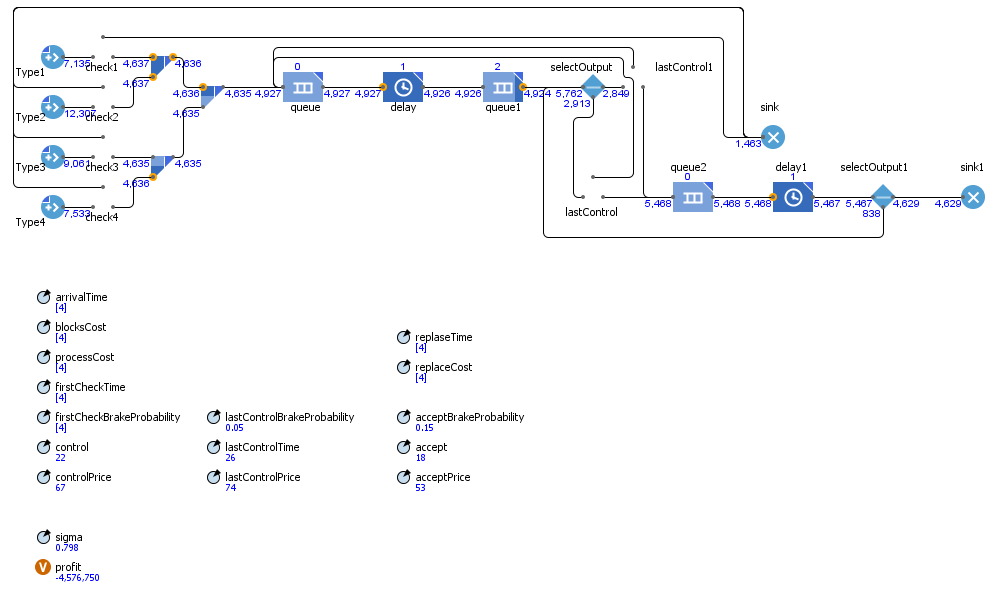 Type1
7,135
check1
4,637
4,636
4,637
Type2
12,307
check2
4,636
4,635
4,635
Type3
9,061
check3
4,635
4,635
4,636
Type4
7,533
check4
4,927
0
queue
4,927
4,927
1
delay
4,926
4,926
2
queue1
4,924
selectOutput
5,762
2,849
2,913
lastControl1
lastControl
sink
1,463
queue2
0
5,468
5,468
delay1
1
5,468
5,467
selectOutput1
5,467
4,629
838
sink1
4,629
arrivalTime
[4]
blocksCost
[4]
processCost
[4]
firstCheckTime
[4]
firstCheckBrakeProbability
[4]
control
22
controlPrice
67
lastControlBrakeProbability
0.05
lastControlTime
26
lastControlPrice
74
replaseTime
[4]
replaceCost
[4]
acceptBrakeProbability
0.15
accept
18
acceptPrice
53
sigma
0.798
V profit
-4,576,750